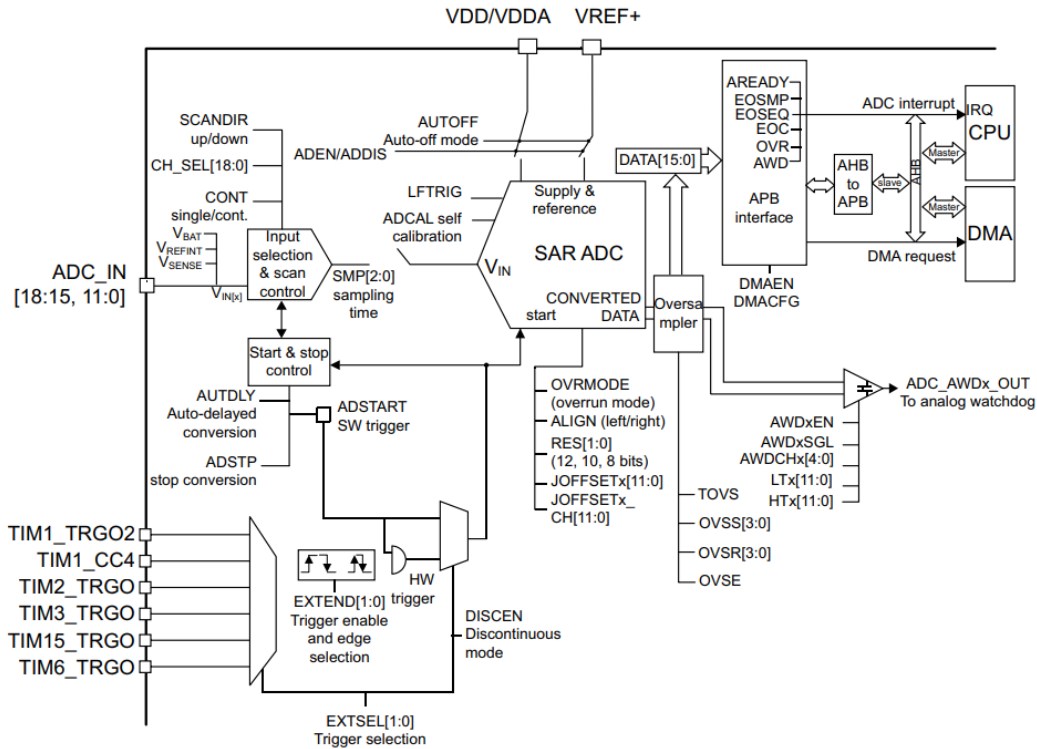 VDD/VDDA
VREF+
SCANDIR
up/down
CH_SEL[18:0]
CONT
single/cont.
VBAT
VREFINT
VSENSE
ADC_IN
[18:15, 11:0]
VIN[x]
Input
selection
& scan
control
SMP[2:0]
sampling
time
AUTOFF
Auto-off mode
ADEN/ADDIS
LFTRIG
ADCAL self
calibration
Supply &
reference
SAR ADC
VIN
CONVERTED
DATA
start
DATA[15:0]
Oversa
mpler
AREADY
EOSMP
EOSEQ
EOC
OVR
AWD
APB
interface
DMAEN
DMACFG
AHB
to
APB
slave
AHB
Master
Master
ADC interrupt
IRQ
CPU
DMA
DMA request
Start & stop
control
AUTDLY
Auto-delayed
conversion
ADSTP
stop conversion
ADSTART
SW trigger
OVRMODE
(overrun mode)
ALIGN (left/right)
RES[1:0]
(12, 10, 8 bits)
JOFFSETx[11:0]
JOFFSETx_
CH[11:0]
ADC_AWDx_OUT
To analog watchdog
AWDxEN
AWDxSGL
AWDCHx[4:0]
LTx[11:0]
HTx[11:0]
TOVS
OVSS[3:0]
OVSR[3:0]
OVSE
TIM1_TRGO2
TIM1_CC4
TIM2_TRGO
TIM3_TRGO
TIM15_TRGO
TIM6_TRGO
HW
trigger
EXTEND[1:0]
Trigger enable
and edge
selection
DISCEN
Discontinuous
mode
EXTSEL[1:0]
Trigger selection